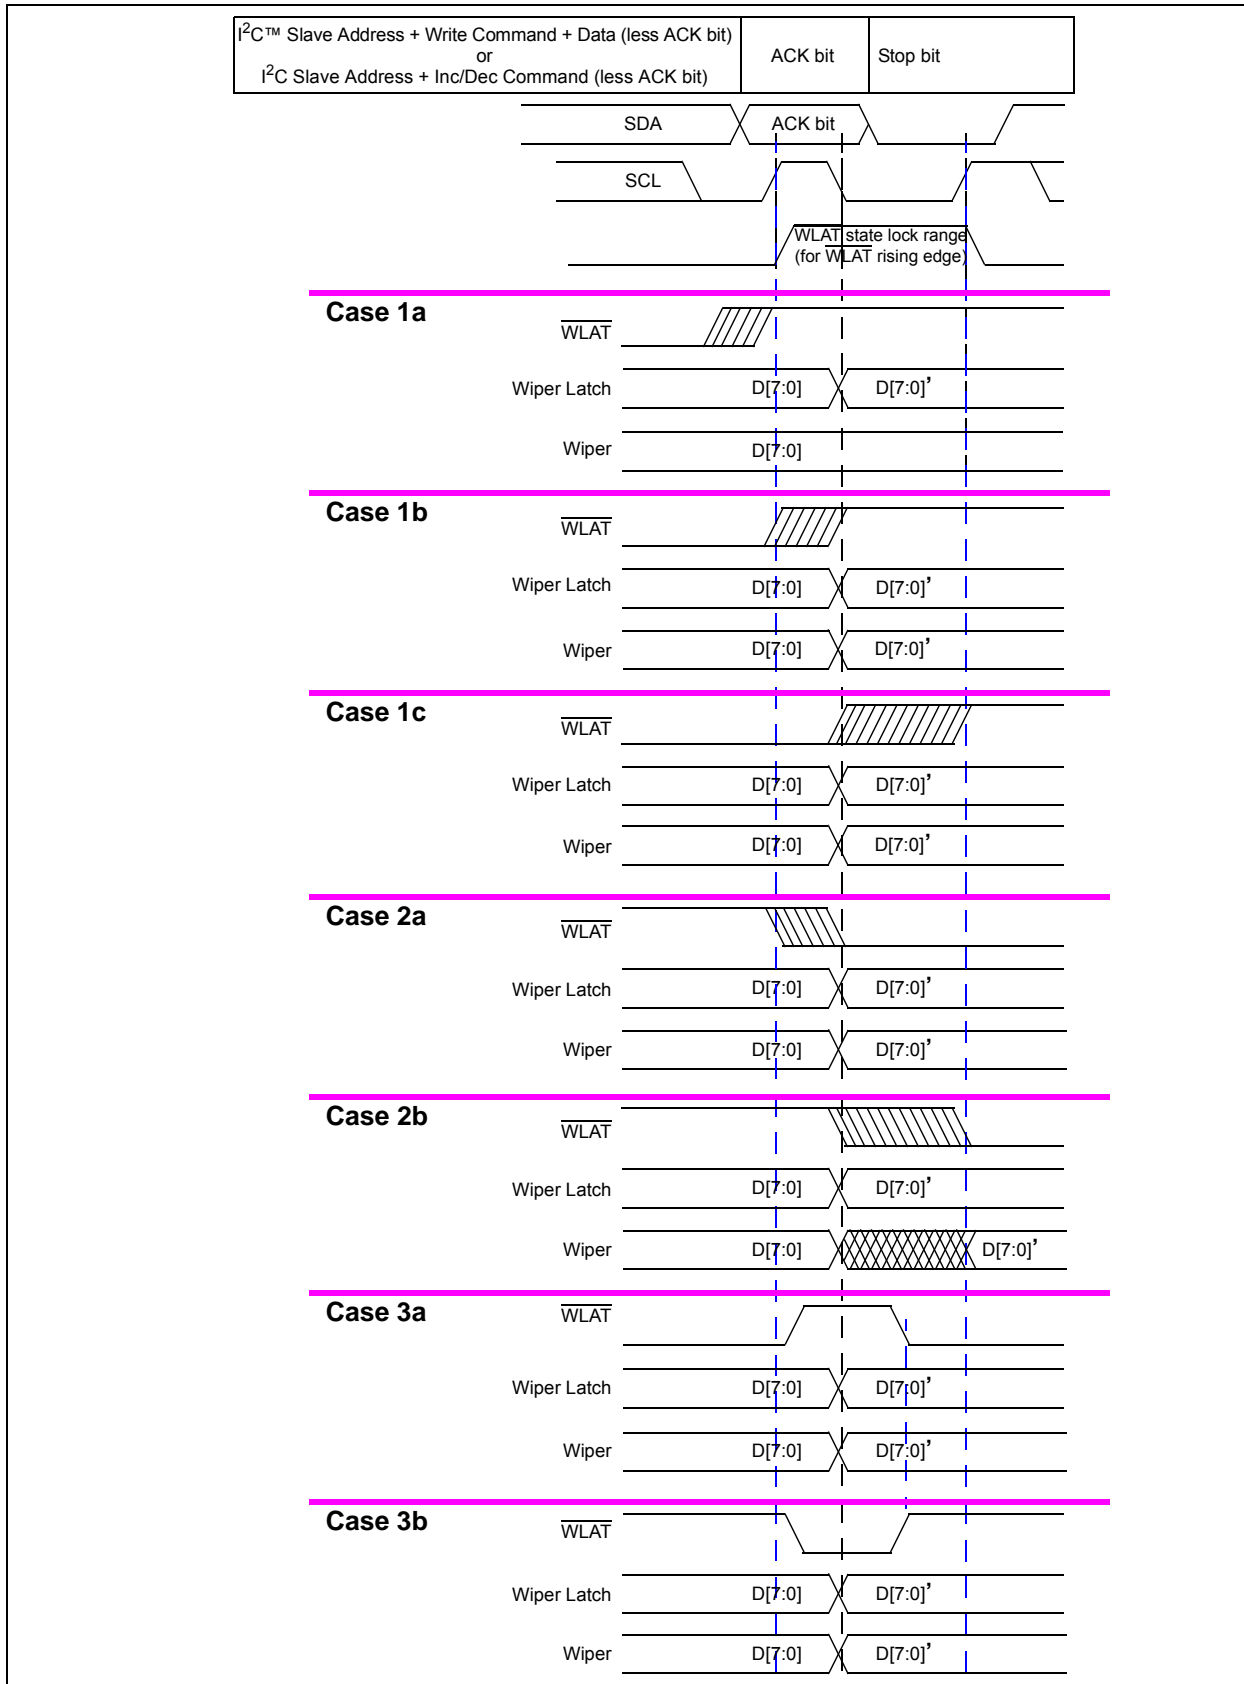 I²C™ Slave Address + Write Command + Data (less ACK bit)
or
I²C Slave Address + Inc/Dec Command (less ACK bit)
ACK bit
Stop bit
SDA
ACK bit
SCL
WLAT state lock range
(for WLAT rising edge)
Case 1a
WLAT
Wiper Latch
D[7:0]
D[7:0]’
Wiper
D[7:0]
Case 1b
WLAT
Wiper Latch
D[7:0]
D[7:0]’
Wiper
D[7:0]
D[7:0]’
Case 1c
WLAT
Wiper Latch
D[7:0]
D[7:0]’
Wiper
D[7:0]
D[7:0]’
Case 2a
WLAT
Wiper Latch
D[7:0]
D[7:0]’
Wiper
D[7:0]
D[7:0]’
Case 2b
WLAT
Wiper Latch
D[7:0]
D[7:0]’
Wiper
D[7:0]
D[7:0]’
Case 3a
WLAT
Wiper Latch
D[7:0]
D[7:0]’
Wiper
D[7:0]
D[7:0]’
Case 3b
WLAT
Wiper Latch
D[7:0]
D[7:0]’
Wiper
D[7:0]
D[7:0]’